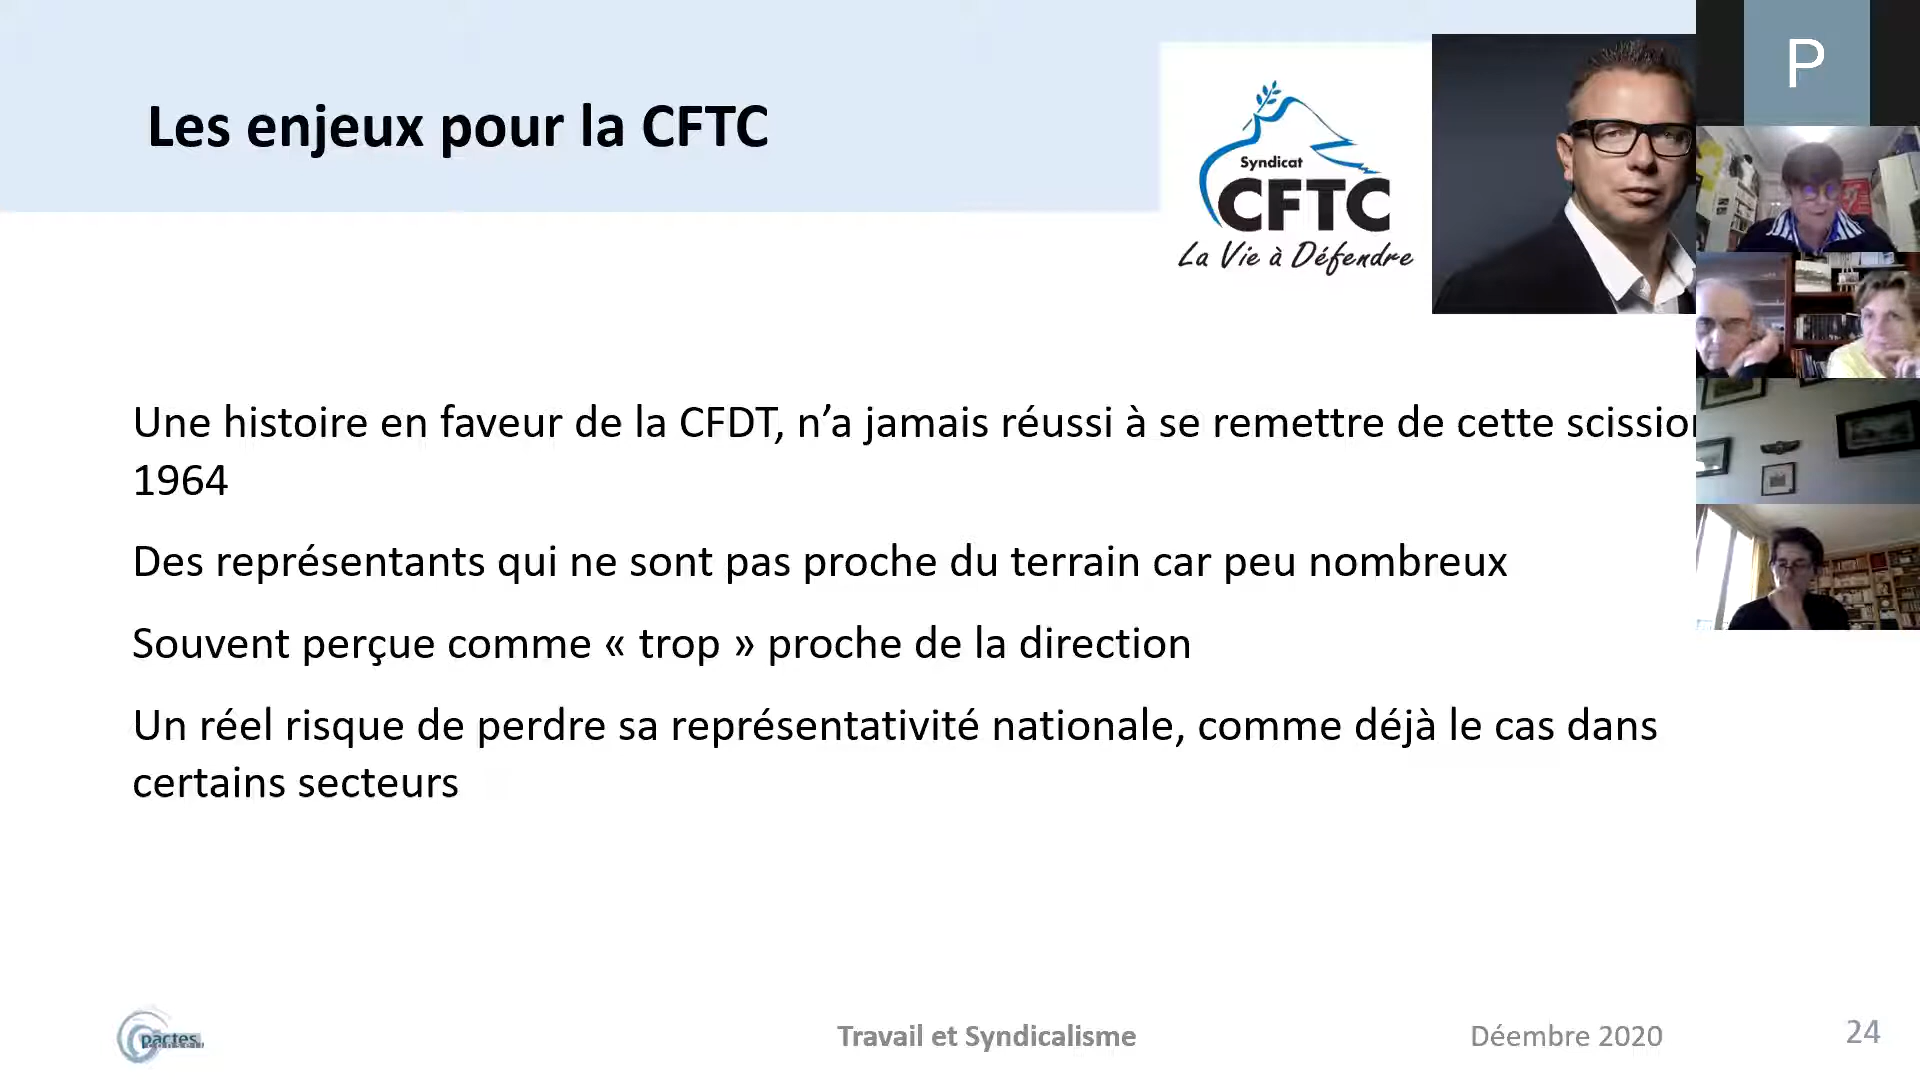 Les enjeux pour la CFTC
Syndicat
CFTC
La Vie à Défendre
P
Une histoire en faveur de la CFDT, n’a jamais réussi à se remettre de cette scission
1964
Des représentants qui ne sont pas proche du terrain car peu nombreux
Souvent perçue comme « trop » proche de la direction
Un réel risque de perdre sa représentativité nationale, comme déjà le cas dans
certains secteurs
pactes
conseil
Travail et Syndicalisme
Déembre 2020
24